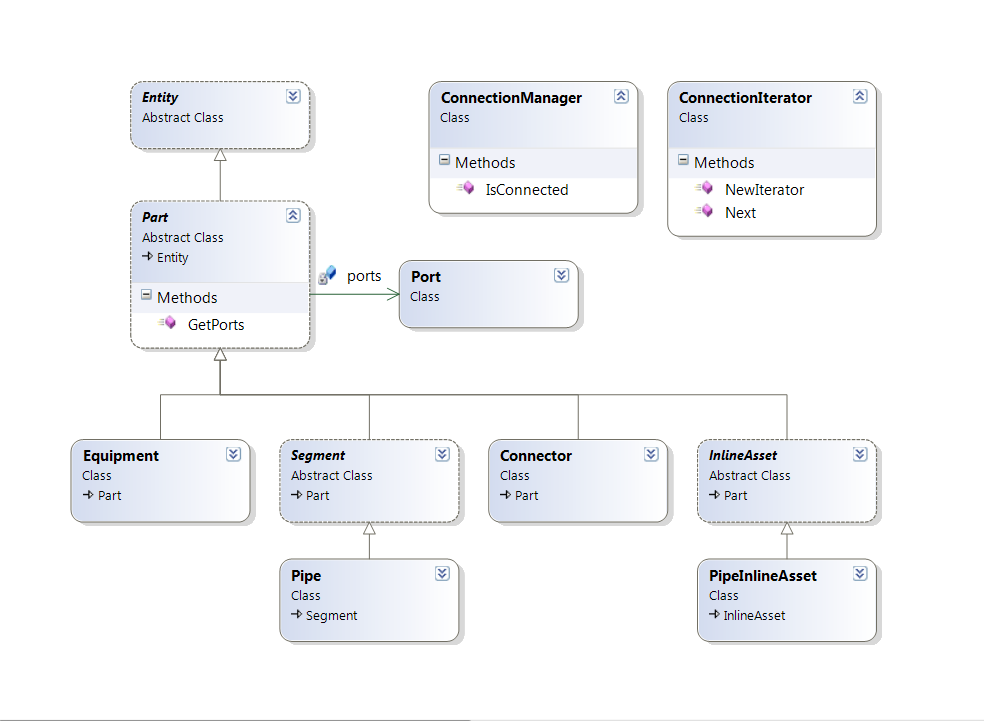 Entity
Abstract Class
ConnectionManager
Class
Methods
IsConnected
ConnectionIterator
Class
Methods
NewIterator
Next
Part
Abstract Class
Entity
Methods
GetPorts
ports
Port
Class
Equipment
Class
Part
Segment
Abstract Class
Part
Connector
Class
Part
InlineAsset
Abstract Class
Part
Pipe
Class
Segment
PipeInlineAsset
Class
InlineAsset